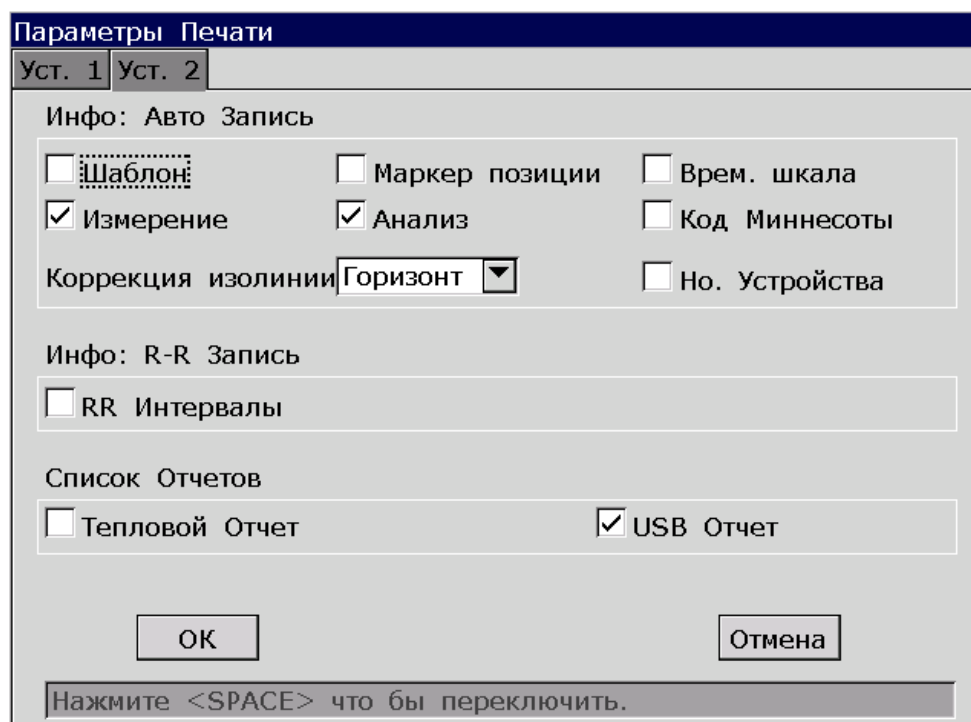 Параметры Печати
Уст. 1 Уст. 2
Инфо: Авто Запись
Шаблон Маркер позиции Врем. шкала
Измерение Анализ Код Миннесоты
Коррекция изолинии Горизонт Но. Устройства
Инфо: R-R Запись
RR Интервалы
Список Отчетов
Тепловой Отчет USB Отчет
OK Отмена
Нажмите <SPACE> что бы переключить.